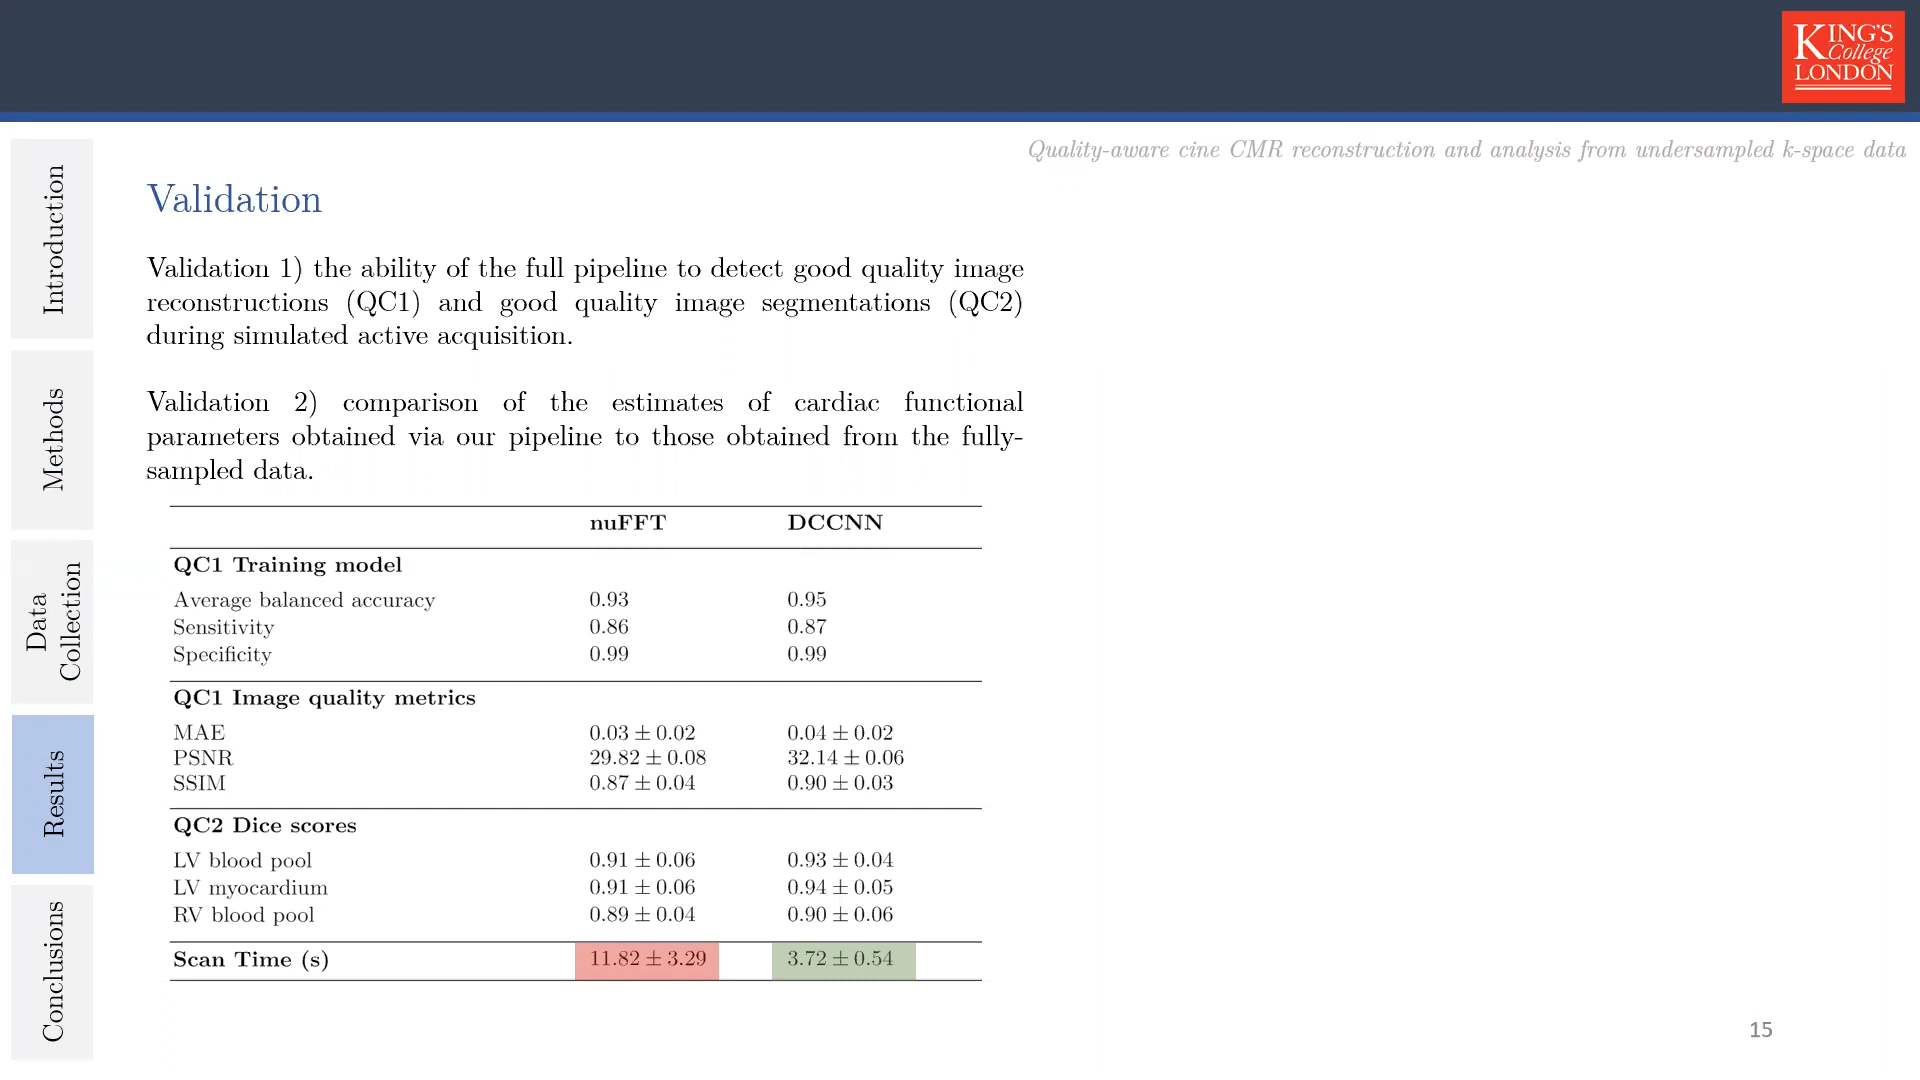 KING'S
College
LONDON
Quality-aware cine CMR reconstruction and analysis from undersampled k-space data
Introduction
Methods
Data
Collection
Results
Conclusions
Validation
Validation 1) the ability of the full pipeline to detect good quality image
reconstructions (QC1) and good quality image segmentations (QC2)
during simulated active acquisition.
Validation 2) comparison of the estimates of cardiac functional
parameters obtained via our pipeline to those obtained from the fully-
sampled data.
nuFFT DCCNN
QC1 Training model
Average balanced accuracy 0.93 0.95
Sensitivity 0.86 0.87
Specificity 0.99 0.99
QC1 Image quality metrics
MAE 0.03 ± 0.02 0.04 ± 0.02
PSNR 29.82 ± 0.08 32.14 ± 0.06
SSIM 0.87 ± 0.04 0.90 ± 0.03
QC2 Dice scores
LV blood pool 0.91 ± 0.06 0.93 ± 0.04
LV myocardium 0.91 ± 0.06 0.94 ± 0.05
RV blood pool 0.89 ± 0.04 0.90 ± 0.06
Scan Time (s) 11.82 ± 3.29 3.72 ± 0.54
15